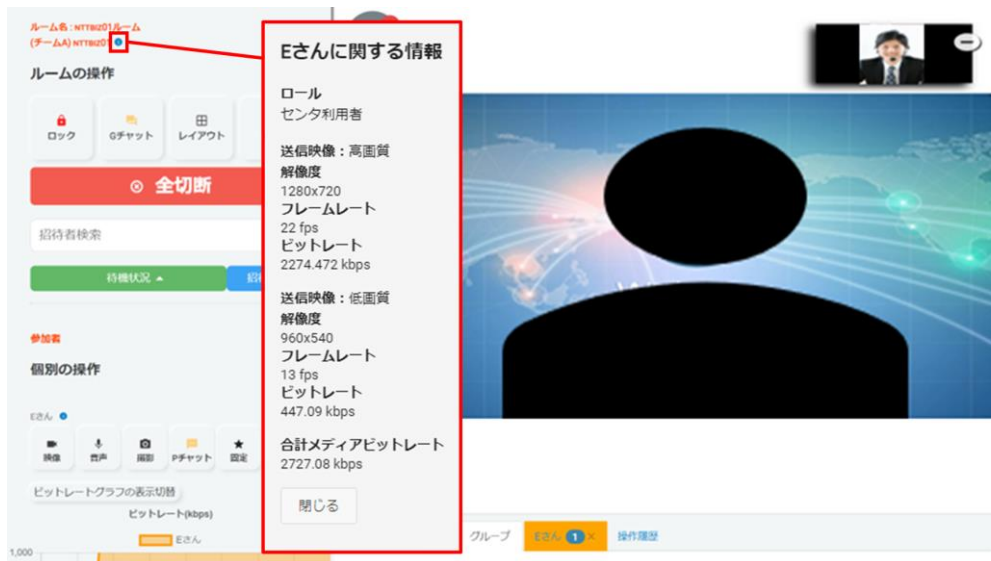 ルーム名 : NTTBIZ01ルーム
(チームA) NTTBIZ01
ルームの操作
ロック
Gチャット
レイアウト
全切断
招待者検索
待機状況
参加者
個別の操作
Eさん
映像
音声
撮影
Pチャット
固定
ビットレートグラフの表示切替
ビットレート(kbps)
Eさん
1,000
Eさんに関する情報
ロール
センタ利用者
送信映像：高画質
解像度
1280x720
フレームレート
22 fps
ビットレート
2274.472 kbps
送信映像：低画質
解像度
960x540
フレームレート
13 fps
ビットレート
447.09 kbps
合計メディアビットレート
2727.08 kbps
閉じる
グループ
Eさん 1 ×
操作履歴